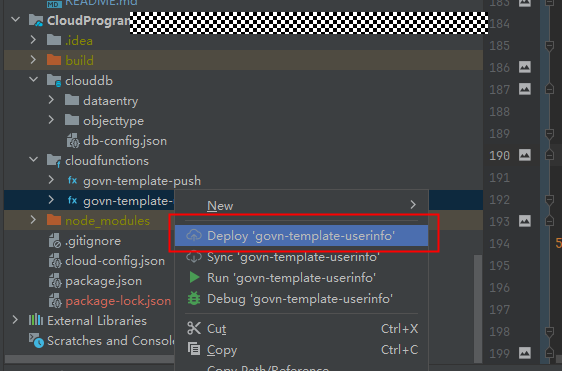 README.md
CloudProgram
.idea
build
clouddb
dataentry
objecttype
db-config.json
cloudfunctions
fx govn-template-push
fx govn-template-
node_modules
.gitignore
cloud-config.json
package.json
package-lock.json
External Libraries
Scratches and Consol
New
Deploy 'govn-template-userinfo'
Sync 'govn-template-userinfo'
Run 'govn-template-userinfo'
Debug 'govn-template-userinfo'
Cut Ctrl+X
Copy Ctrl+C
Copy Path/Reference
183
184
185
186
187
188
189
190
191
192
193
194 5
195
196
197
198
199